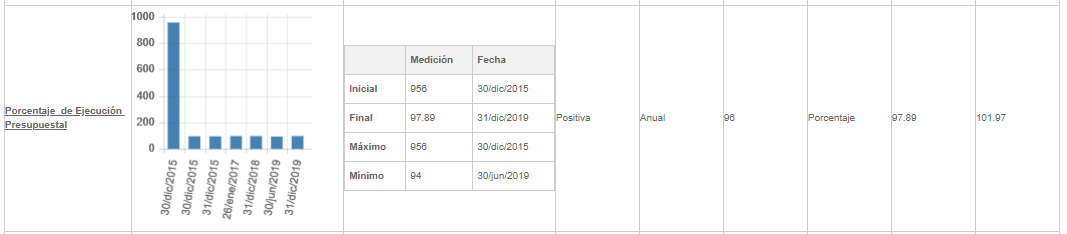 Porcentaje de Ejecución
Presupuestal
1000
800
600
400
200
0
30/dic/2015
30/dic/2015
31/dic/2015
26/ene/2017
31/dic/2018
30/jun/2019
31/dic/2019
Medición Fecha
Inicial 956 30/dic/2015
Final 97.89 31/dic/2019
Máximo 956 30/dic/2015
Mínimo 94 30/jun/2019
Positiva Anual 96 Porcentaje 97.89 101.97